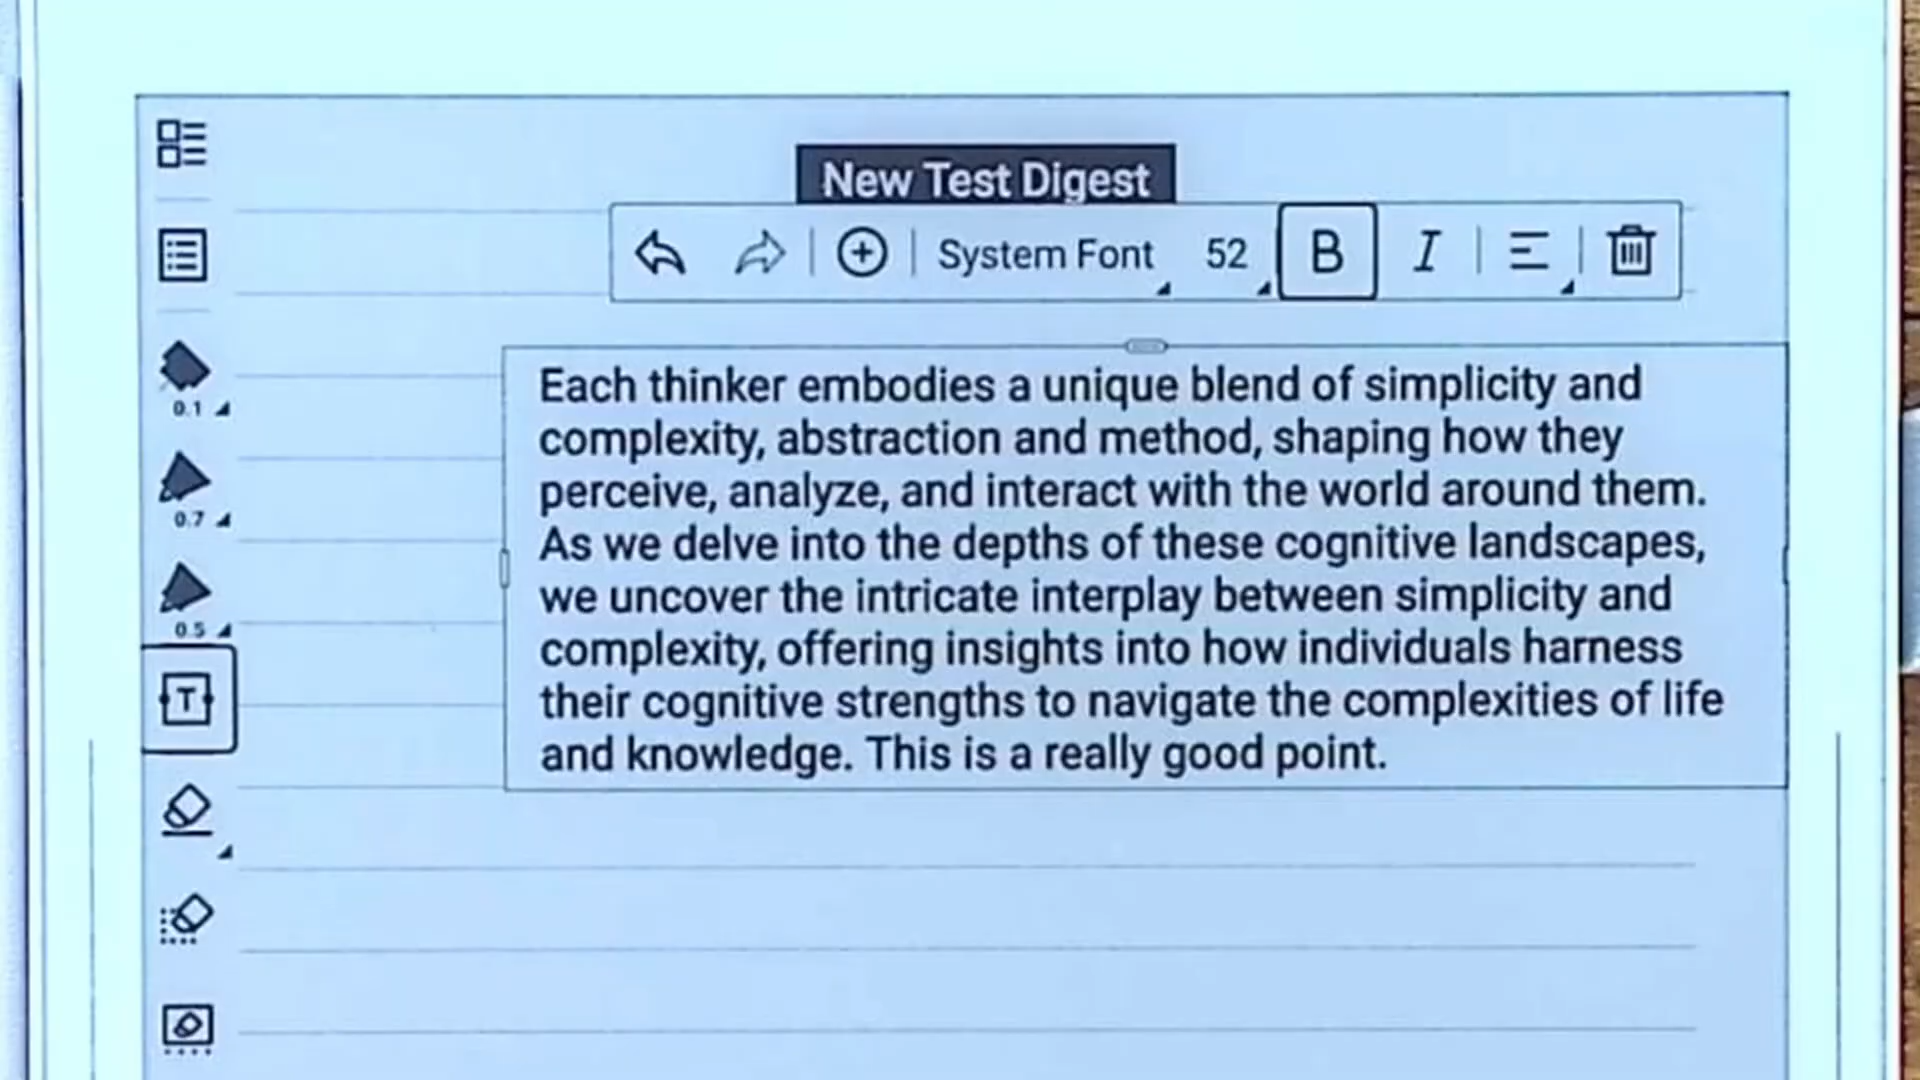 New Test Digest
System Font 52 B I
Each thinker embodies a unique blend of simplicity and
complexity, abstraction and method, shaping how they
perceive, analyze, and interact with the world around them.
As we delve into the depths of these cognitive landscapes,
we uncover the intricate interplay between simplicity and
complexity, offering insights into how individuals harness
their cognitive strengths to navigate the complexities of life
and knowledge. This is a really good point.
0.1
0.7
0.5
T